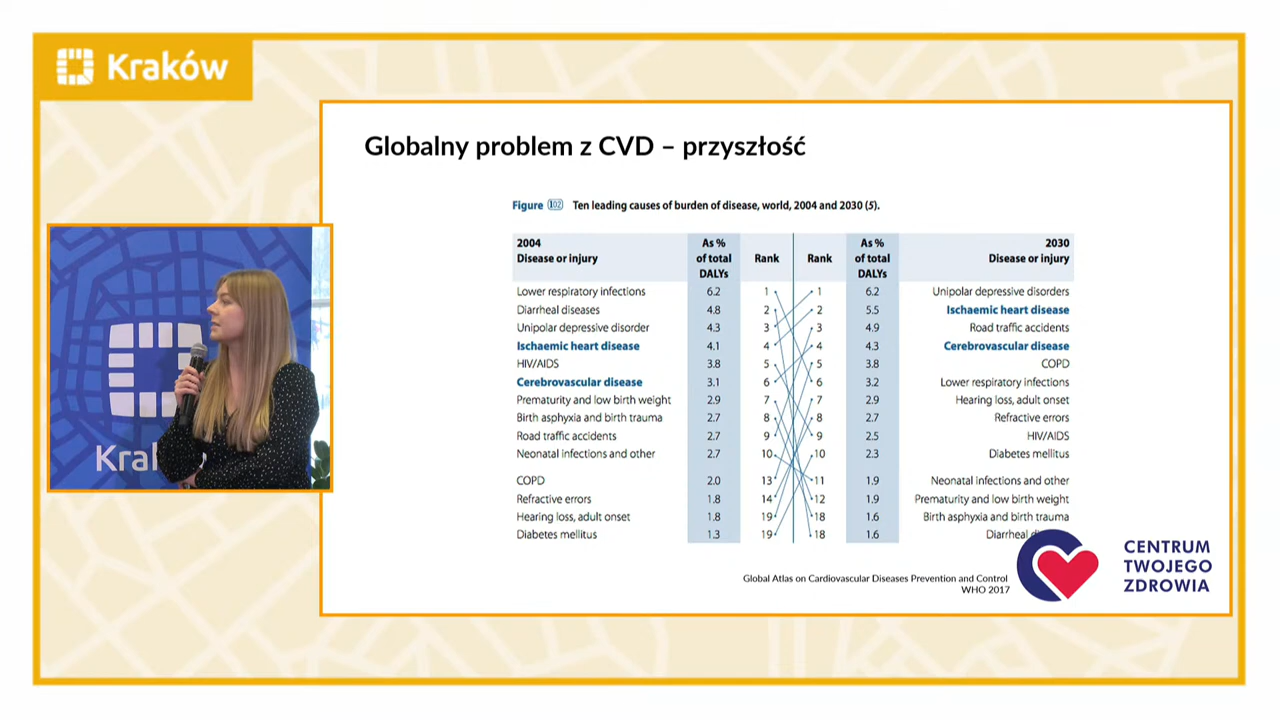 Kraków
Globalny problem z CVD – przyszłość
Figure 102 Ten leading causes of burden of disease, world, 2004 and 2030 (5).
2004
Disease or injury
As %
of total
DALYs
Rank
Rank
As %
of total
DALYs
2030
Disease or injury
Lower respiratory infections 6.2 1 1 6.2 Unipolar depressive disorders
Diarrheal diseases 4.8 2 2 5.5 Ischaemic heart disease
Unipolar depressive disorder 4.3 3 3 4.9 Road traffic accidents
Ischaemic heart disease 4.1 4 4 4.3 Cerebrovascular disease
HIV/AIDS 3.8 5 5 3.8 COPD
Cerebrovascular disease 3.1 6 6 3.2 Lower respiratory infections
Prematurity and low birth weight 2.9 7 7 2.9 Hearing loss, adult onset
Birth asphyxia and birth trauma 2.7 8 8 2.7 Refractive errors
Road traffic accidents 2.7 9 9 2.5 HIV/AIDS
Neonatal infections and other 2.7 10 10 2.3 Diabetes mellitus
COPD 2.0 13 11 1.9 Neonatal infections and other
Refractive errors 1.8 14 12 1.9 Prematurity and low birth weight
Hearing loss, adult onset 1.8 19 18 1.6 Birth asphyxia and birth trauma
Diabetes mellitus 1.3 19 18 1.6 Diarrheal
Global Atlas on Cardiovascular Diseases Prevention and Control
WHO 2017
CENTRUM
TWOJEGO
ZDROWIA